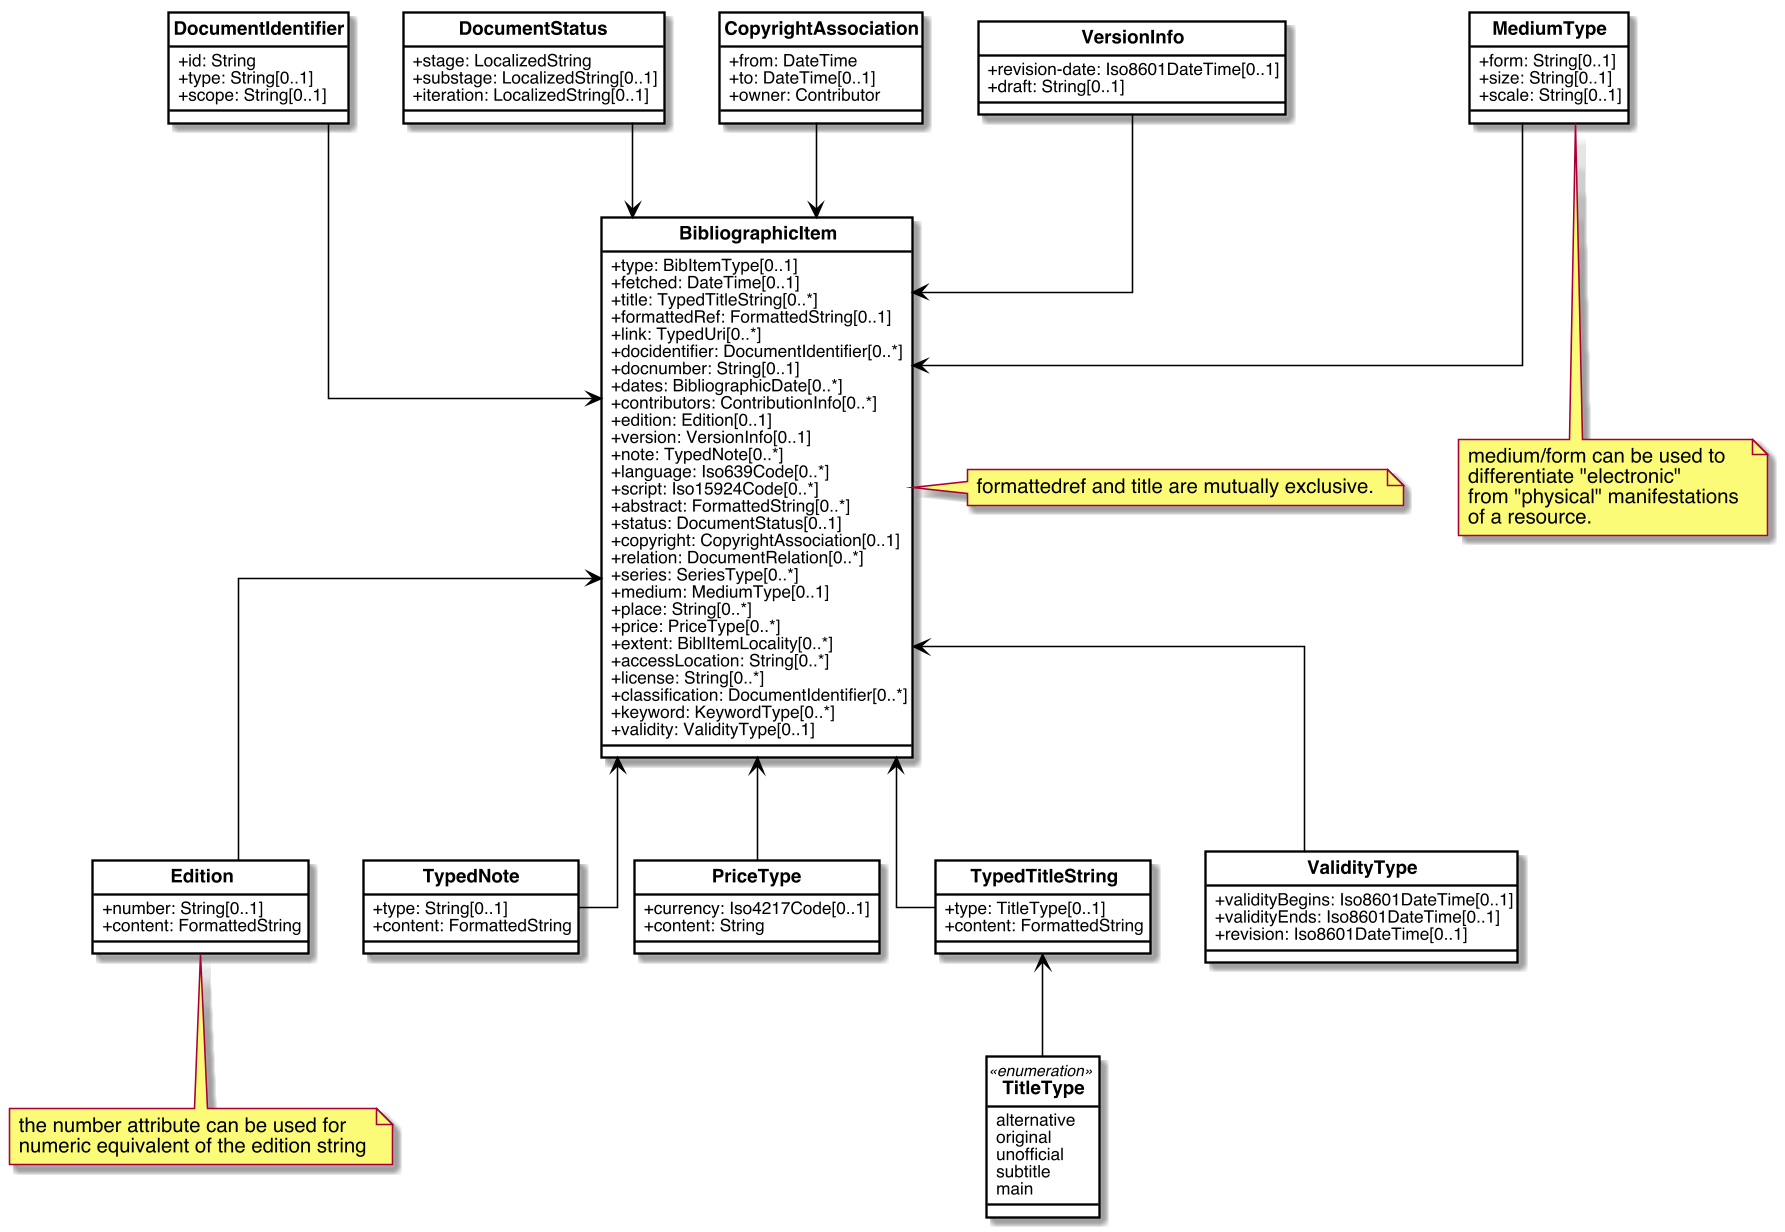 DocumentIdentifier
+id: String
+type: String[0..1]
+scope: String[0..1]
DocumentStatus
+stage: LocalizedString
+substage: LocalizedString[0..1]
+iteration: LocalizedString[0..1]
CopyrightAssociation
+from: DateTime
+to: DateTime[0..1]
+owner: Contributor
VersionInfo
+revision-date: Iso8601DateTime[0..1]
+draft: String[0..1]
MediumType
+form: String[0..1]
+size: String[0..1]
+scale: String[0..1]
BibliographicItem
+type: BibItemType[0..1]
+fetched: DateTime[0..1]
+title: TypedTitleString[0..*]
+formattedRef: FormattedString[0..1]
+link: TypedUri[0..*]
+docidentifier: DocumentIdentifier[0..*]
+docnumber: String[0..1]
+dates: BibliographicDate[0..*]
+contributors: ContributionInfo[0..*]
+edition: Edition[0..1]
+version: VersionInfo[0..1]
+note: TypedNote[0..*]
+language: Iso639Code[0..*]
+script: Iso15924Code[0..*]
+abstract: FormattedString[0..*]
+status: DocumentStatus[0..1]
+copyright: CopyrightAssociation[0..1]
+relation: DocumentRelation[0..*]
+series: SeriesType[0..*]
+medium: MediumType[0..1]
+place: String[0..*]
+price: PriceType[0..*]
+extent: BiblItemLocality[0..*]
+accessLocation: String[0..*]
+license: String[0..*]
+classification: DocumentIdentifier[0..*]
+keyword: KeywordType[0..*]
+validity: ValidityType[0..1]
formattedref and title are mutually exclusive.
medium/form can be used to
differentiate "electronic"
from "physical" manifestations
of a resource.
Edition
+number: String[0..1]
+content: FormattedString
TypedNote
+type: String[0..1]
+content: FormattedString
PriceType
+currency: Iso4217Code[0..1]
+content: String
TypedTitleString
+type: TitleType[0..1]
+content: FormattedString
ValidityType
+validityBegins: Iso8601DateTime[0..1]
+validityEnds: Iso8601DateTime[0..1]
+revision: Iso8601DateTime[0..1]
the number attribute can be used for
numeric equivalent of the edition string
«enumeration»
TitleType
alternative
original
unofficial
subtitle
main